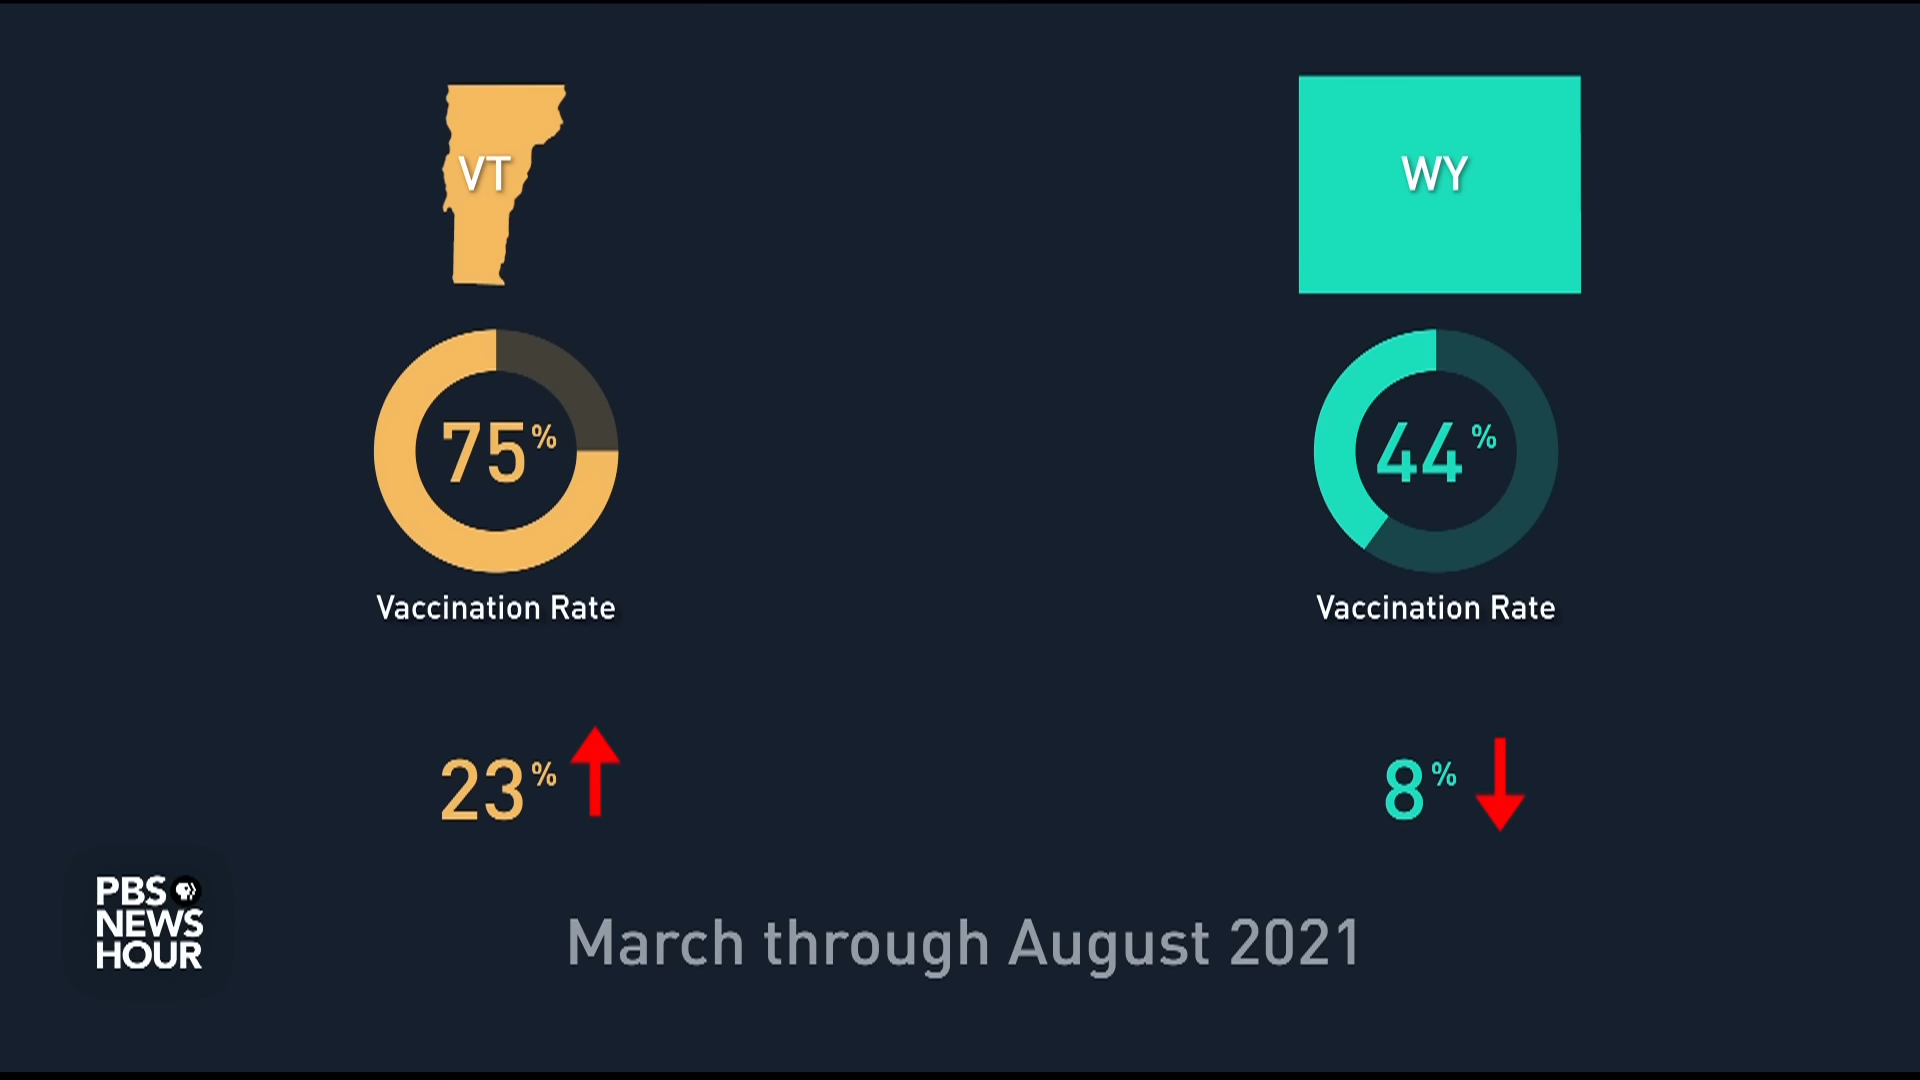 VT
WY
75%
44%
Vaccination Rate
Vaccination Rate
23%
8%
PBS
NEWS
HOUR
March through August 2021